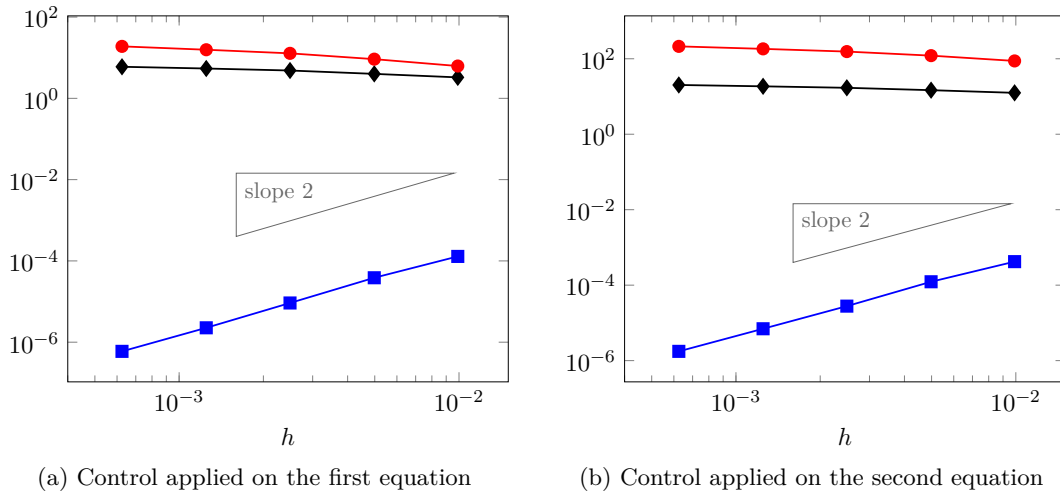 10^2
10^0
10^−2
10^−4
10^−6
slope 2
10^−3
10^−2
h
(a) Control applied on the first equation
10^2
10^0
10^−2
10^−4
10^−6
slope 2
10^−3
10^−2
h
(b) Control applied on the second equation